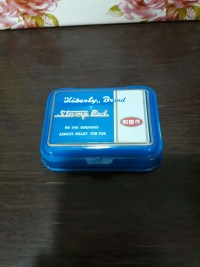 "Liberty,, Brand
Stamp Pad
NO INK REQUIRED
ALWAYS READY FOR USE